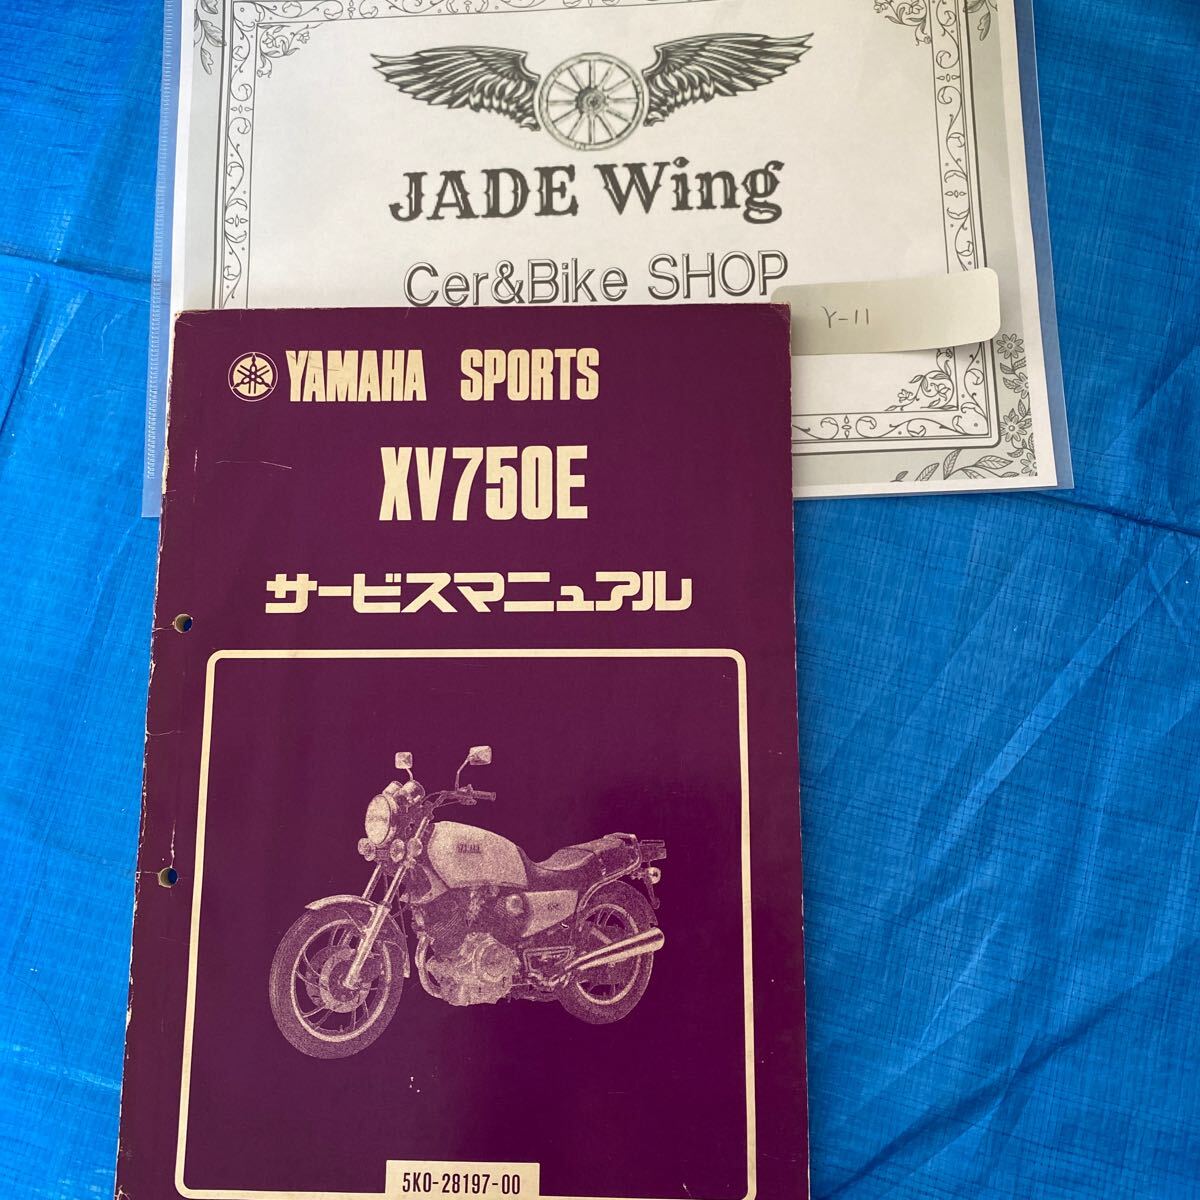 JADE Wing
Cer&Bike SHOP
Y-11
YAMAHA SPORTS
XV750E
サービスマニュアル
YAMAHA
5K0-28197-00